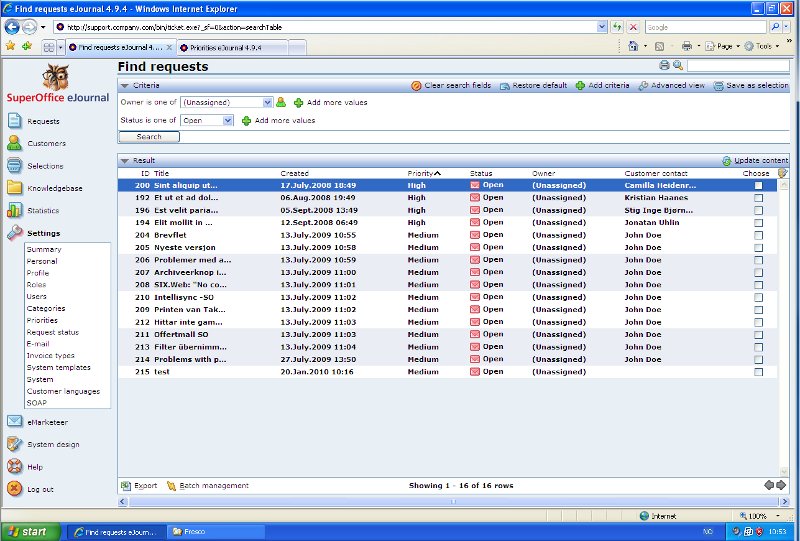 Find requests eJournal 4.9.4 - Windows Internet Explorer
http://support.company.com/bin/ticket.exe?_sf=0&action=searchTable
Google
Find requests eJournal 4....
Priorities eJournal 4.9.4
Page
Tools
SuperOffice eJournal
Requests
Customers
Selections
Knowledgebase
Statistics
Settings
Summary
Personal
Profile
Roles
Users
Categories
Priorities
Request status
E-mail
Invoice types
System templates
System
Customer languages
SOAP
eMarketeer
System design
Help
Log out
Find requests
Criteria Clear search fields Restore default Add criteria Advanced view Save as selection
Owner is one of (Unassigned) Add more values
Status is one of Open Add more values
Search
Result Update content
ID Title Created Priority Status Owner Customer contact Choose
200 Sint aliquip ut... 17.July.2008 18:49 High Open (Unassigned) Camilla Heidenr...
192 Et ut et ad dol... 06.Aug.2008 19:49 High Open (Unassigned) Kristian Haanes
196 Est velit paria... 05.Sept.2008 13:49 High Open (Unassigned) Stig Inge Bjørn...
194 Elit mollit in ... 12.Sept.2008 06:49 High Open (Unassigned) Jonatan Uhlin
204 Brevflet 13.July.2009 10:55 Medium Open (Unassigned) John Doe
205 Nyeste versjon 13.July.2009 10:58 Medium Open (Unassigned) John Doe
206 Problemer med a... 13.July.2009 10:59 Medium Open (Unassigned) John Doe
207 Archiveerknop i... 13.July.2009 11:00 Medium Open (Unassigned) John Doe
208 SIX.Web: "No co... 13.July.2009 11:01 Medium Open (Unassigned) John Doe
210 Intellisync -SO 13.July.2009 11:02 Medium Open (Unassigned) John Doe
209 Printen van Tak... 13.July.2009 11:02 Medium Open (Unassigned) John Doe
212 Hittar inte gam... 13.July.2009 11:03 Medium Open (Unassigned) John Doe
211 Offertmall SO 13.July.2009 11:03 Medium Open (Unassigned) John Doe
213 Filter übernimm... 13.July.2009 11:04 Medium Open (Unassigned) John Doe
214 Problems with p... 27.July.2009 13:50 Medium Open (Unassigned) John Doe
215 test 20.Jan.2010 10:16 Medium Open (Unassigned)
Export Batch management Showing 1 - 16 of 16 rows
Internet 100%
start Find requests eJourn... Fresco NO 10:53